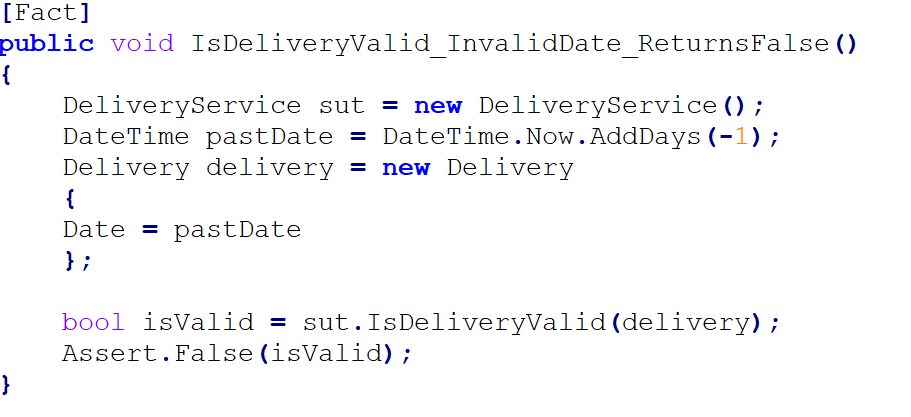 [Fact]
public void IsDeliveryValid_InvalidDate_ReturnsFalse()
{
    DeliveryService sut = new DeliveryService();
    DateTime pastDate = DateTime.Now.AddDays(-1);
    Delivery delivery = new Delivery
    {
    Date = pastDate
    };

    bool isValid = sut.IsDeliveryValid(delivery);
    Assert.False(isValid);
}